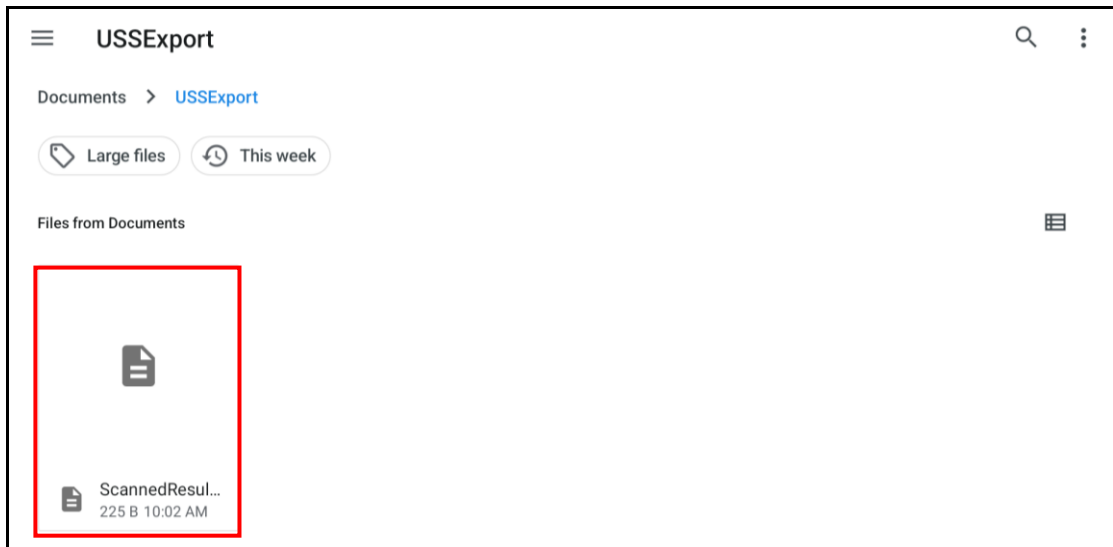 USSExport
Documents > USSExport
Large files This week
Files from Documents
ScannedResul...
225 B 10:02 AM